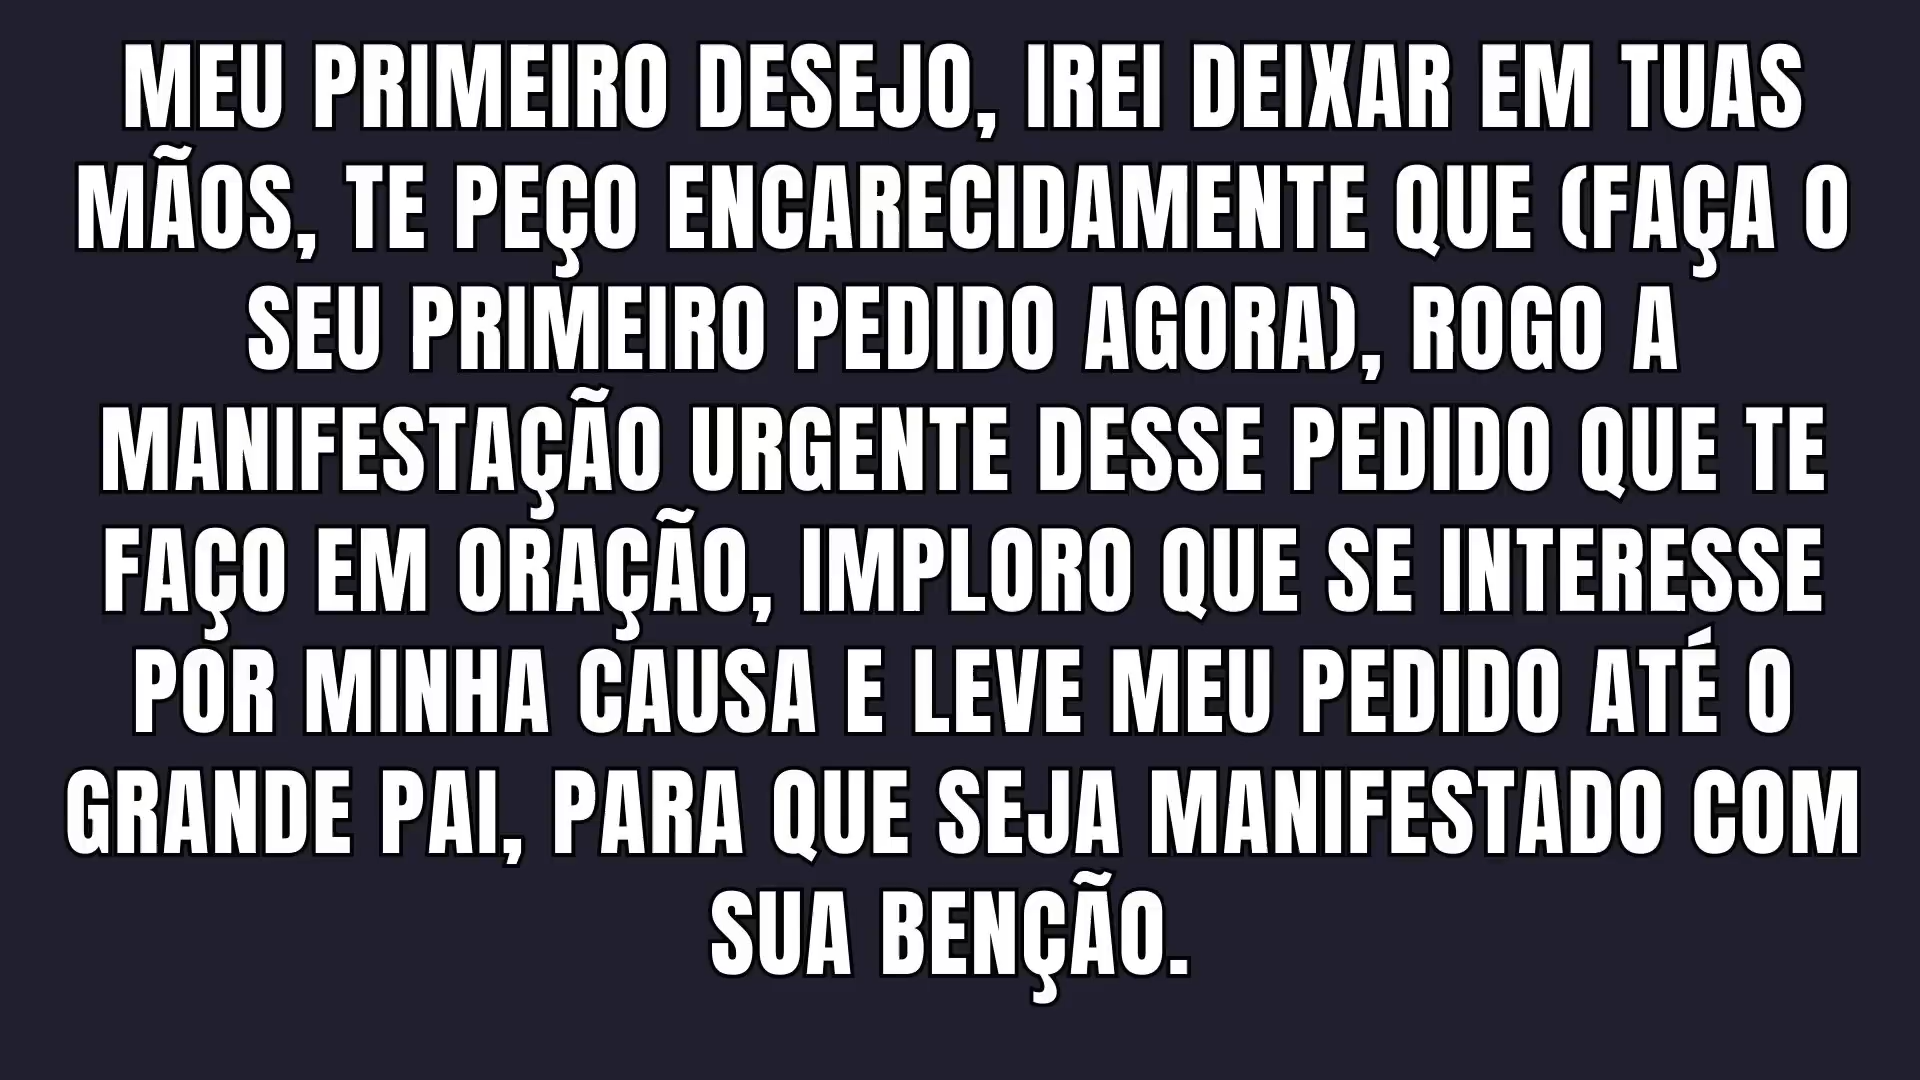 MEU PRIMEIRO DESEJO, IREI DEIXAR EM TUAS
MÃOS, TE PEÇO ENCARECIDAMENTE QUE (FAÇA O
SEU PRIMEIRO PEDIDO AGORA), ROGO A
MANIFESTAÇÃO URGENTE DESSE PEDIDO QUE TE
FAÇO EM ORAÇÃO, IMPLORO QUE SE INTERESSE
POR MINHA CAUSA E LEVE MEU PEDIDO ATÉ O
GRANDE PAI, PARA QUE SEJA MANIFESTADO COM
SUA BENÇÃO.